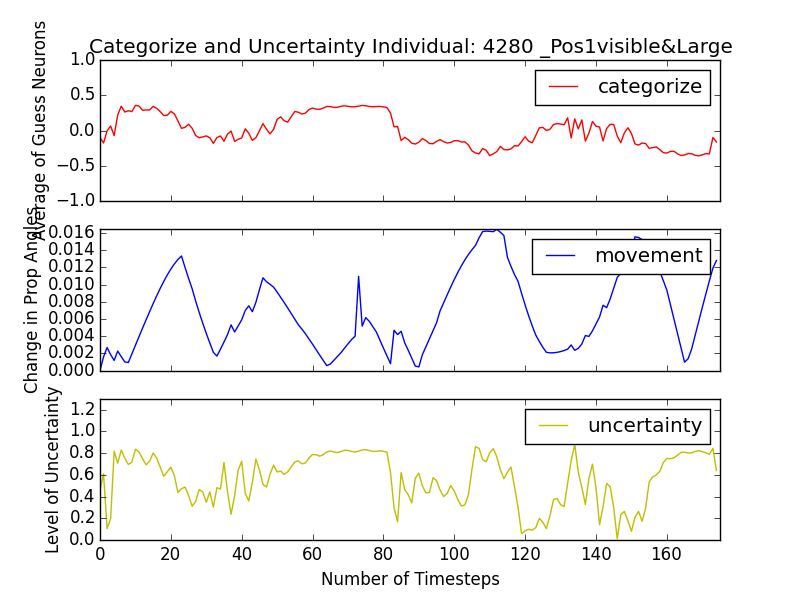 Categorize and Uncertainty Individual: 4280 _Pos1visible&Large
Average of Guess Neurons
1.0
0.5
0.0
−0.5
−1.0
categorize
Change in Prop Angles
0.016
0.014
0.012
0.010
0.008
0.006
0.004
0.002
0.000
movement
Level of Uncertainty
1.2
1.0
0.8
0.6
0.4
0.2
0.0
uncertainty
0 20 40 60 80 100 120 140 160
Number of Timesteps